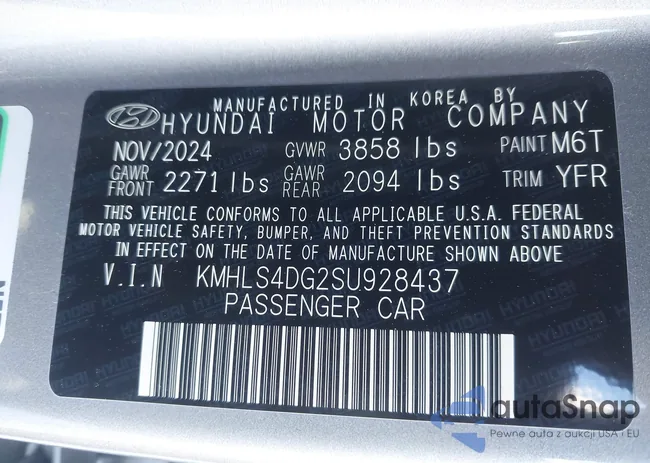 MANUFACTURED IN KOREA BY
HYUNDAI MOTOR COMPANY
NOV/2024 GVWR 3858 lbs PAINT M6T
GAWR FRONT 2271 lbs GAWR REAR 2094 lbs TRIM YFR
THIS VEHICLE CONFORMS TO ALL APPLICABLE U.S.A. FEDERAL
MOTOR VEHICLE SAFETY, BUMPER, AND THEFT PREVENTION STANDARDS
IN EFFECT ON THE DATE OF MANUFACTURE SHOWN ABOVE
V.I.N KMHLS4DG2SU928437
PASSENGER CAR
autaSnap
Pewne auta z aukcji USA i EU